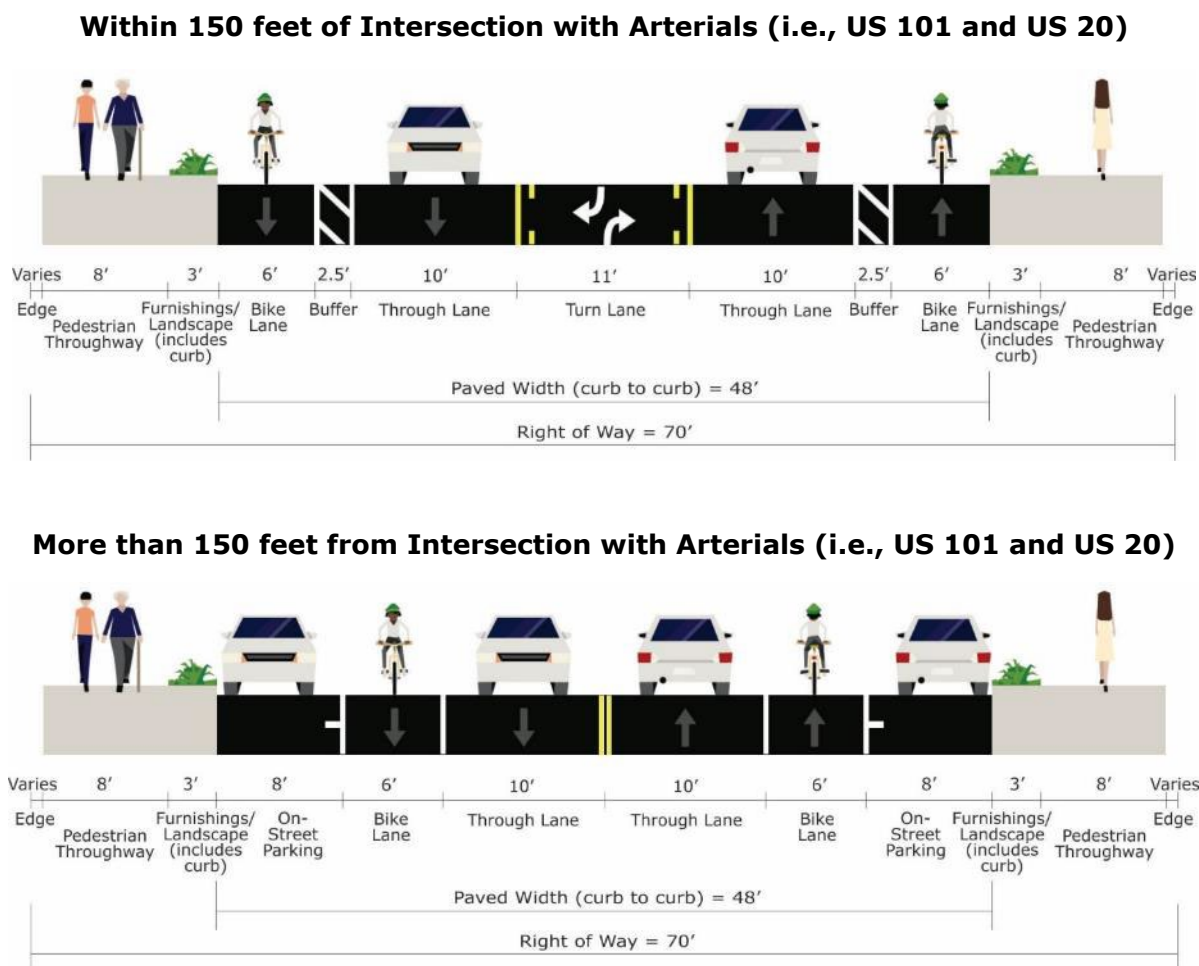 Within 150 feet of Intersection with Arterials (i.e., US 101 and US 20)
Varies 8′ 3′ 6′ 2.5′ 10′ 11′ 10′ 2.5′ 6′ 3′ 8′ Varies
Edge
Pedestrian
Throughway
Furnishings/
Landscape
(includes
curb)
Bike
Lane
Buffer
Through Lane
Turn Lane
Through Lane
Buffer
Bike
Lane
Furnishings/
Landscape
(includes
curb)
Pedestrian
Throughway
Edge
Paved Width (curb to curb) = 48′
Right of Way = 70′
More than 150 feet from Intersection with Arterials (i.e., US 101 and US 20)
Varies 8′ 3′ 8′ 6′ 10′ 10′ 6′ 8′ 3′ 8′ Varies
Edge
Pedestrian
Throughway
Furnishings/
Landscape
(includes
curb)
On-
Street
Parking
Bike
Lane
Through Lane
Through Lane
Bike
Lane
On-
Street
Parking
Furnishings/
Landscape
(includes
curb)
Pedestrian
Throughway
Edge
Paved Width (curb to curb) = 48′
Right of Way = 70′